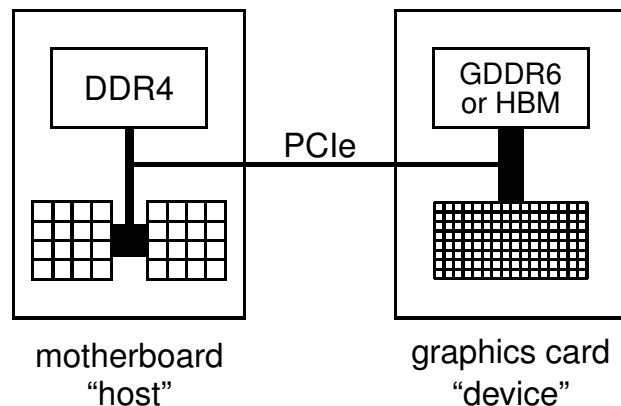 DDR4
GDDR6
or HBM
PCIe
motherboard
“host”
graphics card
“device”